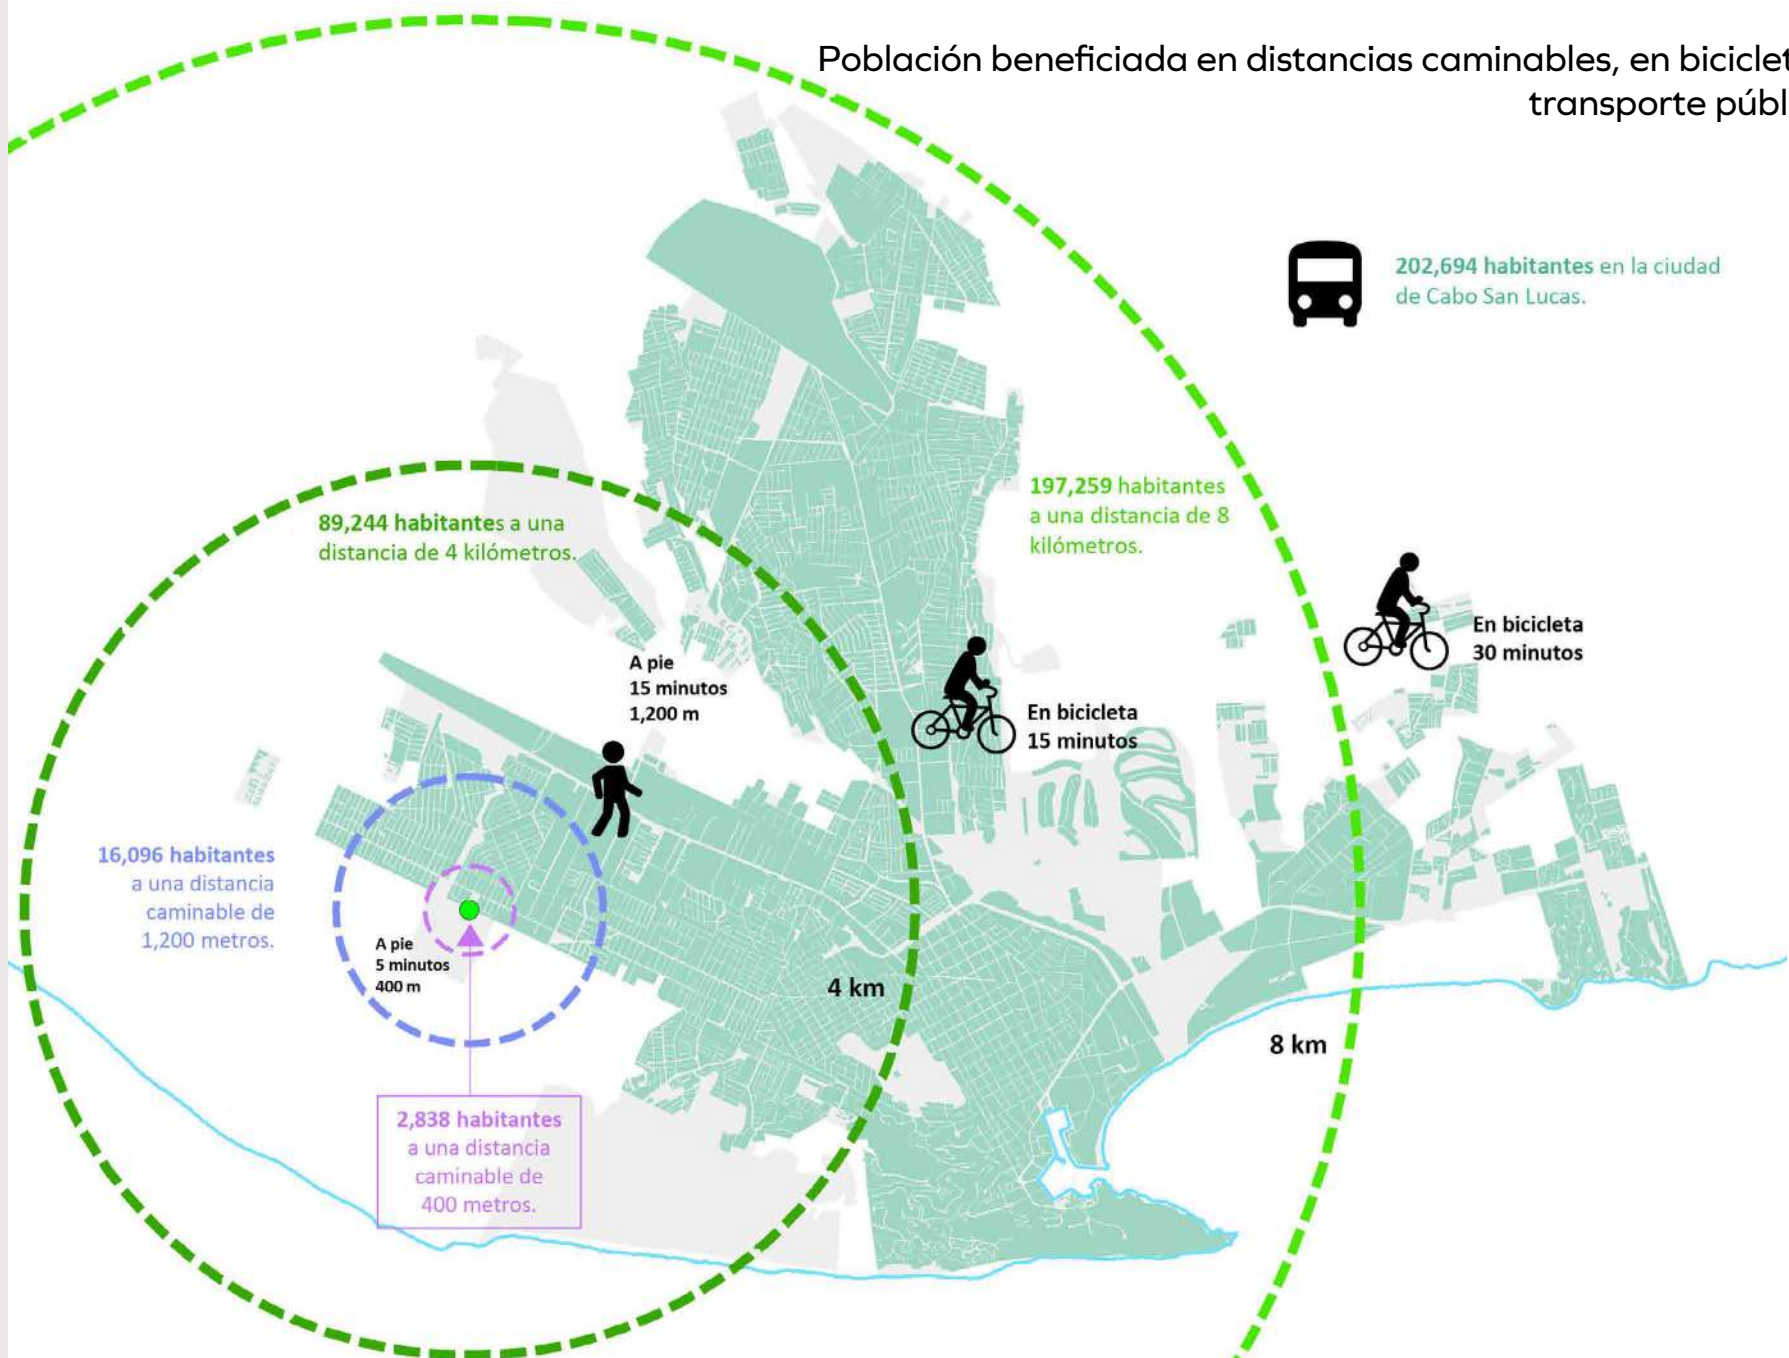 Población beneficiada en distancias caminables, en biciclet
transporte públ
202,694 habitantes en la ciudad
de Cabo San Lucas.
197,259 habitantes
a una distancia de 8
kilómetros.
89,244 habitantes a una
distancia de 4 kilómetros.
En bicicleta
30 minutos
A pie
15 minutos
1,200 m
En bicicleta
15 minutos
16,096 habitantes
a una distancia
caminable de
1,200 metros.
A pie
5 minutos
400 m
4 km
8 km
2,838 habitantes
a una distancia
caminable de
400 metros.